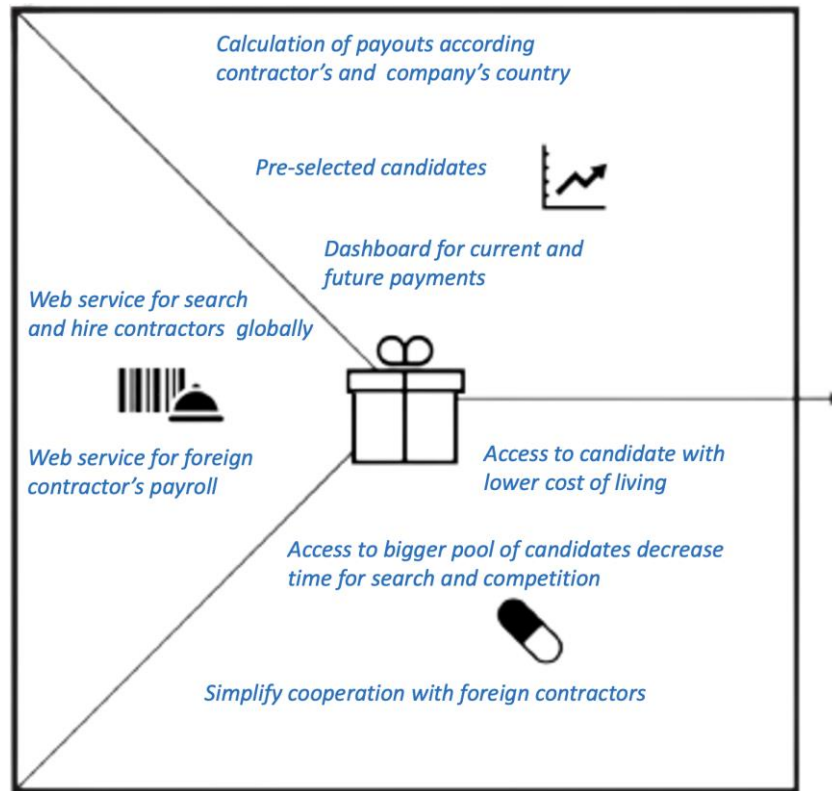 Calculation of payouts according
contractor’s and company’s country
Pre-selected candidates
Dashboard for current and
future payments
Web service for search
and hire contractors globally
Web service for foreign
contractor’s payroll
Access to candidate with
lower cost of living
Access to bigger pool of candidates decrease
time for search and competition
Simplify cooperation with foreign contractors